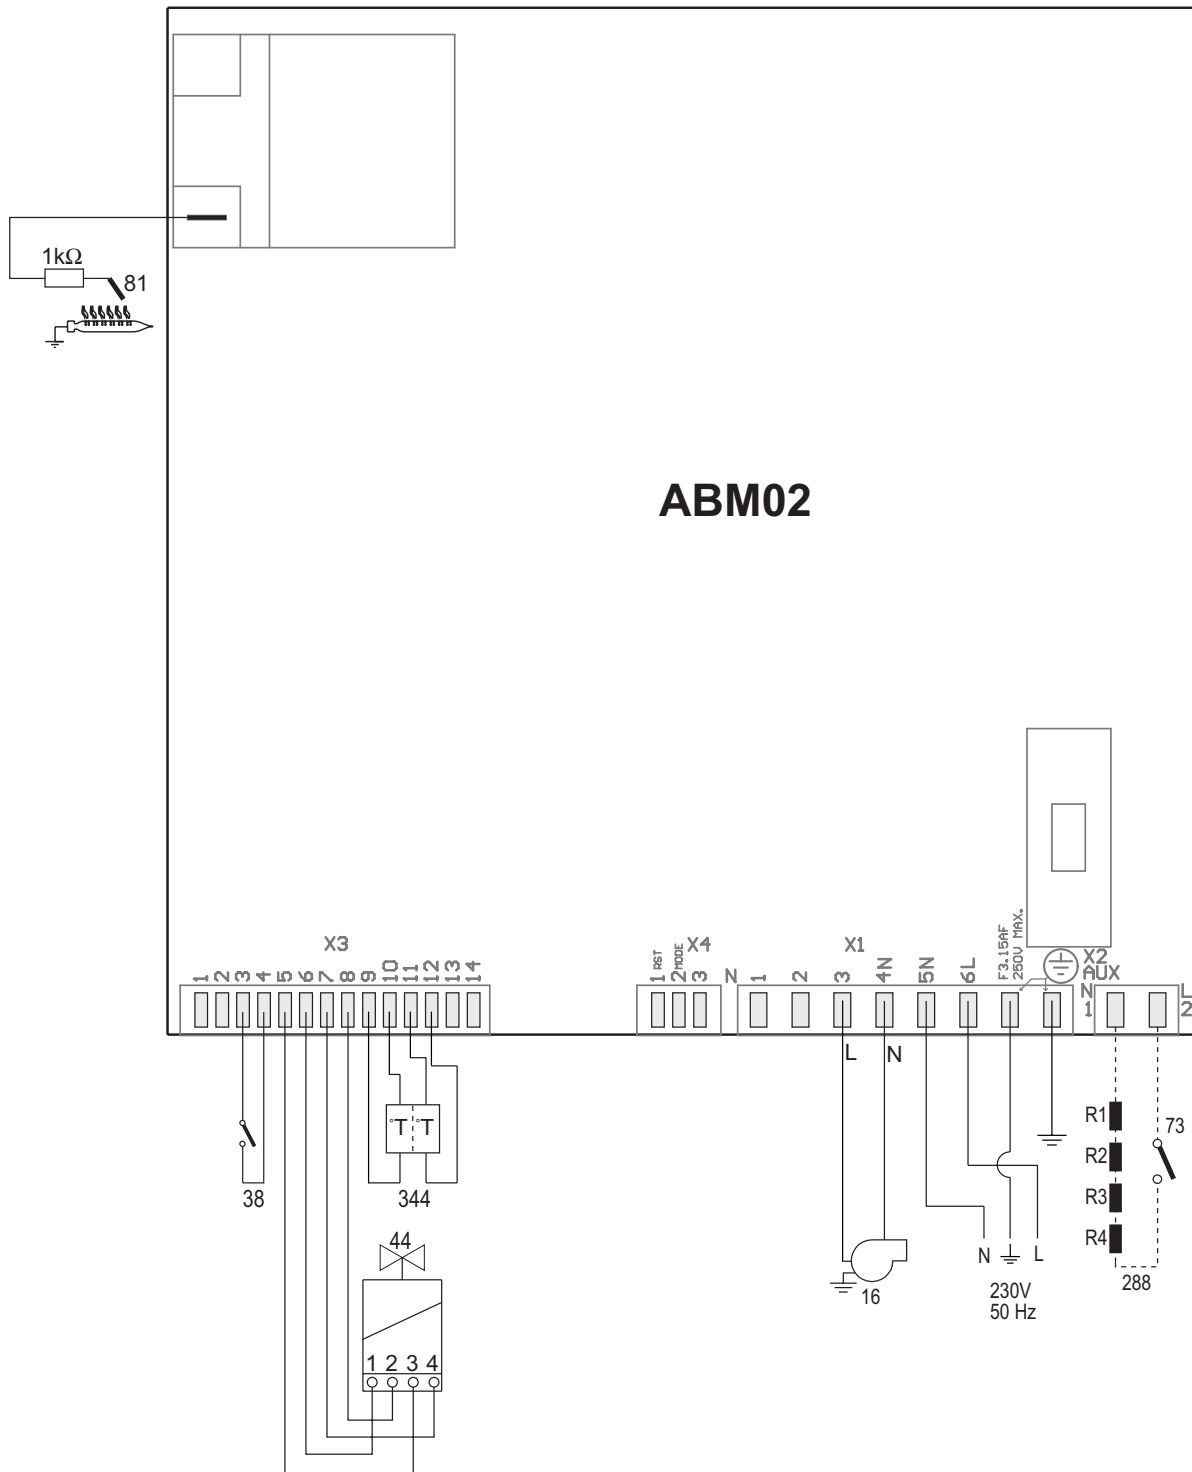 1kΩ
81
ABM02
X3
1 2 3 4 5 6 7 8 9 10 11 12 13 14
X4
1 RST
2 MODE
3
N
X1
1 2 3 4N 5N 6L
F3.15AF
250V MAX.
X2
AUX
N
1
L
2
L
N
38
°T °T
344
44
1 2 3 4
16
N
L
230V
50 Hz
R1
R2
R3
R4
73
288